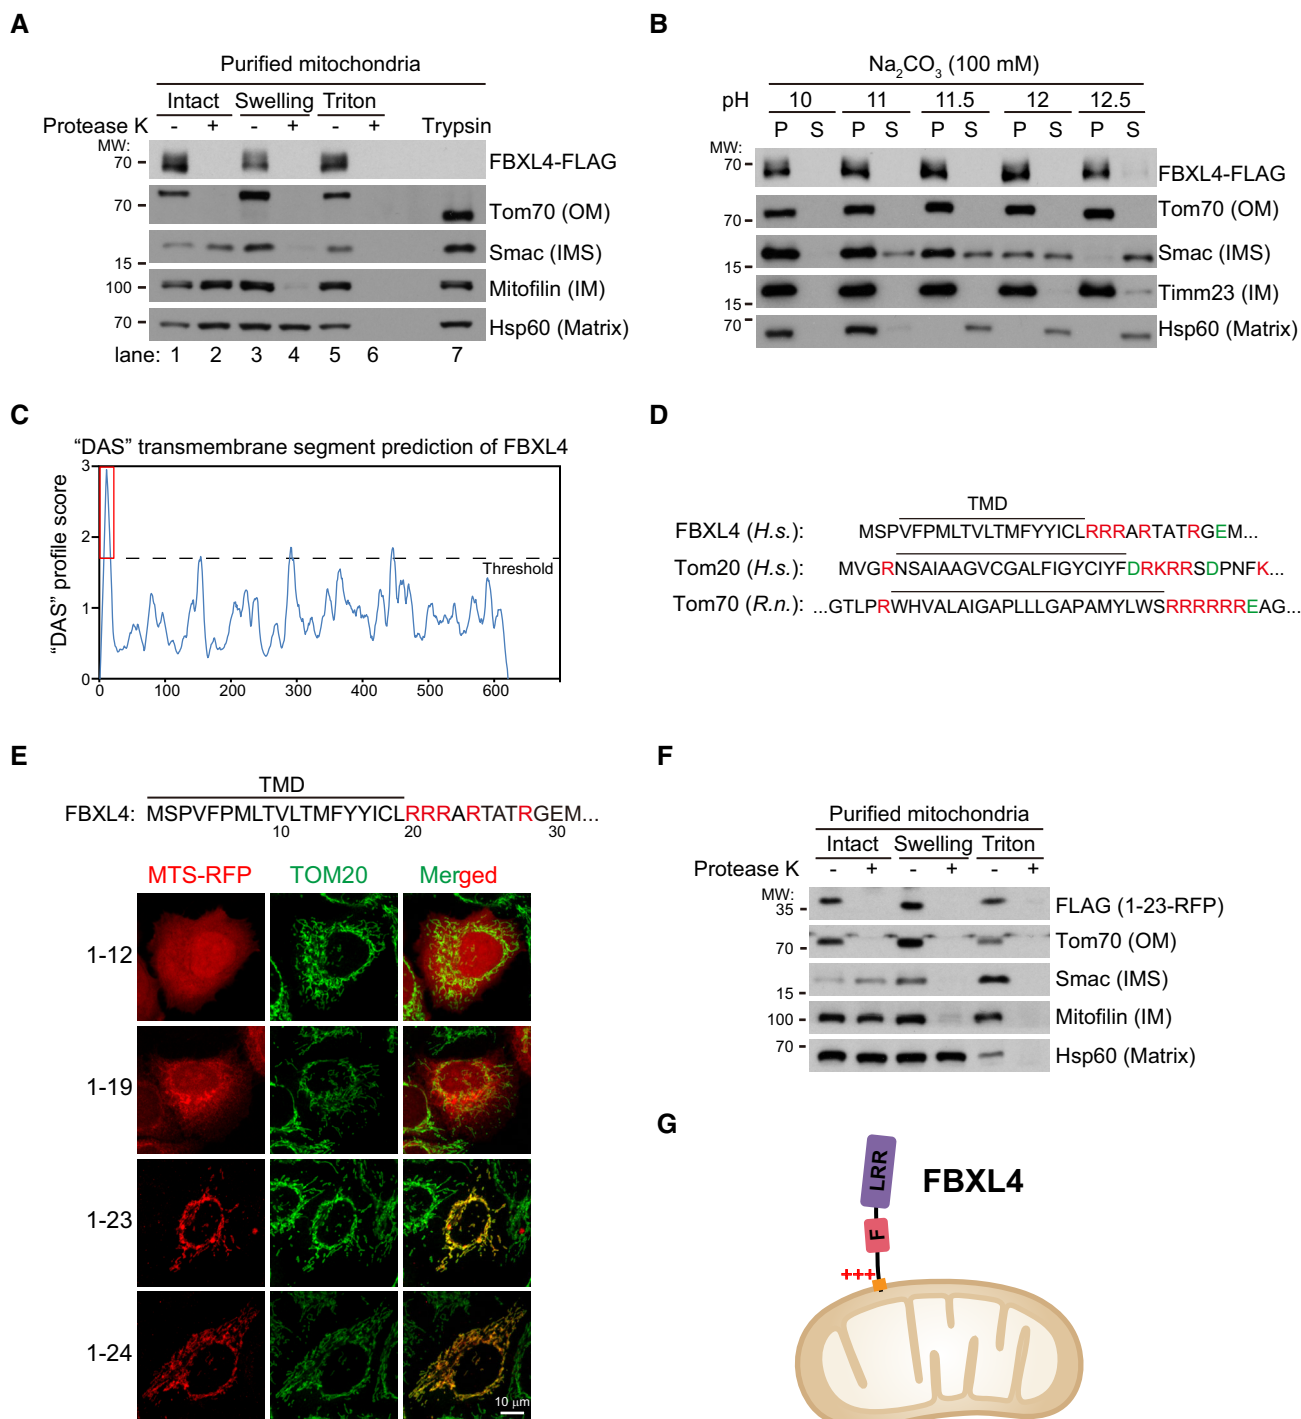 A
Purified mitochondria
Intact Swelling Triton
Protease K - + - + - + Trypsin
MW:
70 FBXL4-FLAG
70 Tom70 (OM)
15 Smac (IMS)
100 Mitofilin (IM)
70 Hsp60 (Matrix)
lane: 1 2 3 4 5 6 7
B
Na₂CO₃ (100 mM)
pH 10 11 11.5 12 12.5
P S P S P S P S P S
MW:
70 FBXL4-FLAG
70 Tom70 (OM)
15 Smac (IMS)
15 Timm23 (IM)
70 Hsp60 (Matrix)
C
“DAS” transmembrane segment prediction of FBXL4
“DAS” profile score
3
2
1
0
Threshold
0 100 200 300 400 500 600
D
TMD
FBXL4 (H.s.): MSPVFPMLTVLTMFYYICLRRRARTATRGEM...
Tom20 (H.s.): MVGRNSAIAAGVCGALFIGYCIYFDRKRRSDPNFK...
Tom70 (R.n.): ...GTLPRWHVALAIGAPLLLGAPAMYLWSRRRRRREAG...
E
TMD
FBXL4: MSPVFPMLTVLTMFYYICLRRRARTATRGEM...
10 20 30
MTS-RFP TOM20 Merged
1-12
1-19
1-23
1-24
10 μm
F
Purified mitochondria
Intact Swelling Triton
Protease K - + - + - +
MW:
35 FLAG (1-23-RFP)
70 Tom70 (OM)
15 Smac (IMS)
100 Mitofilin (IM)
70 Hsp60 (Matrix)
G
LRR
FBXL4
F
+++